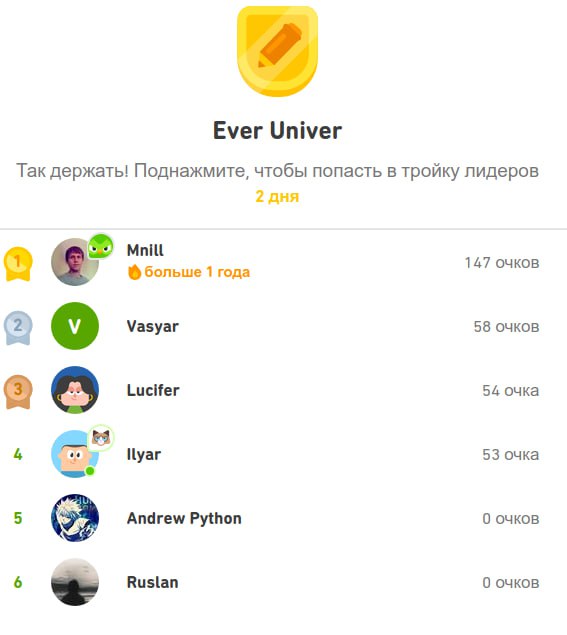 Ever Univer
Так держать! Поднажмите, чтобы попасть в тройку лидеров
2 дня
1
Mnill
больше 1 года
147 очков
2
V
Vasyar
58 очков
3
Lucifer
54 очка
4
Ilyar
53 очка
5
Andrew Python
0 очков
6
Ruslan
0 очков